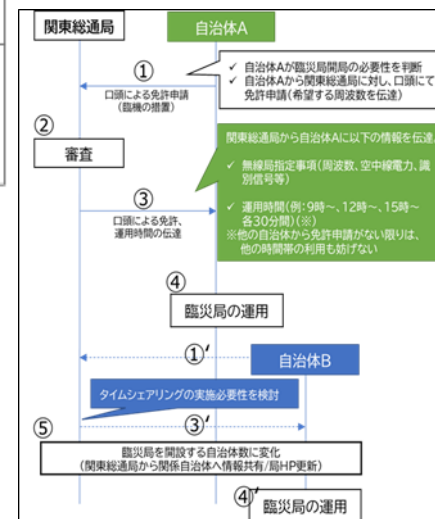 関東総通局
自治体A
✓ 自治体Aが臨災局開局の必要性を判断
✓ 自治体Aから関東総通局に対し、口頭にて
免許申請(希望する周波数を伝達)
①
口頭による免許申請
(臨機の措置)
②
審査
関東総通局から自治体Aに以下の情報を伝達。
✓ 無線局指定事項(周波数、空中線電力、識
別信号等)
✓ 運用時間(例:9時～、12時～、15時～
各30分間)(※)
※他の自治体から免許申請がない限りは、
他の時間帯の利用も妨げない
③
口頭による免許、
運用時間の伝達
④
臨災局の運用
①'
自治体B
タイムシェアリングの実施必要性を検討
③'
⑤
臨災局を開設する自治体数に変化
(関東総通局から関係自治体へ情報共有/局HP更新)
④'
臨災局の運用